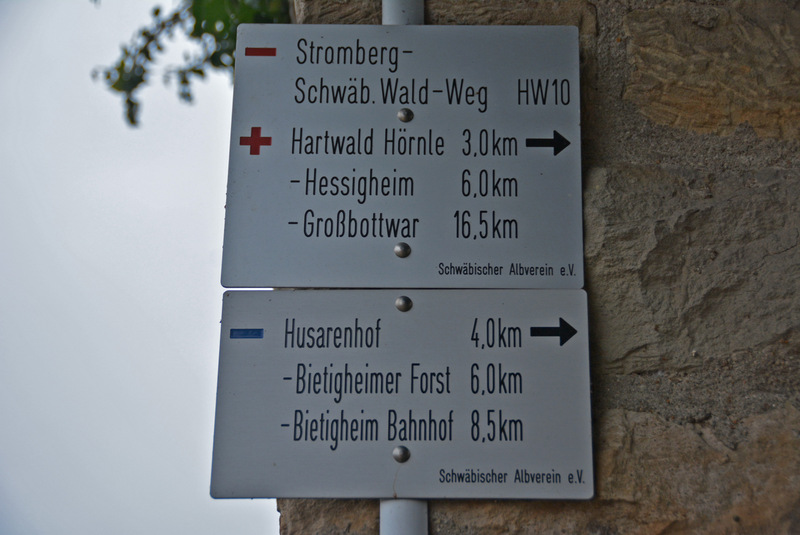 Stromberg-
Schwäb. Wald-Weg HW10
Hartwald Hörnle 3,0km
-Hessigheim 6,0km
-Großbottwar 16,5km
Schwäbischer Albverein e.V.
Husarenhof 4,0km
-Bietigheimer Forst 6,0km
-Bietigheim Bahnhof 8,5km
Schwäbischer Albverein e.V.